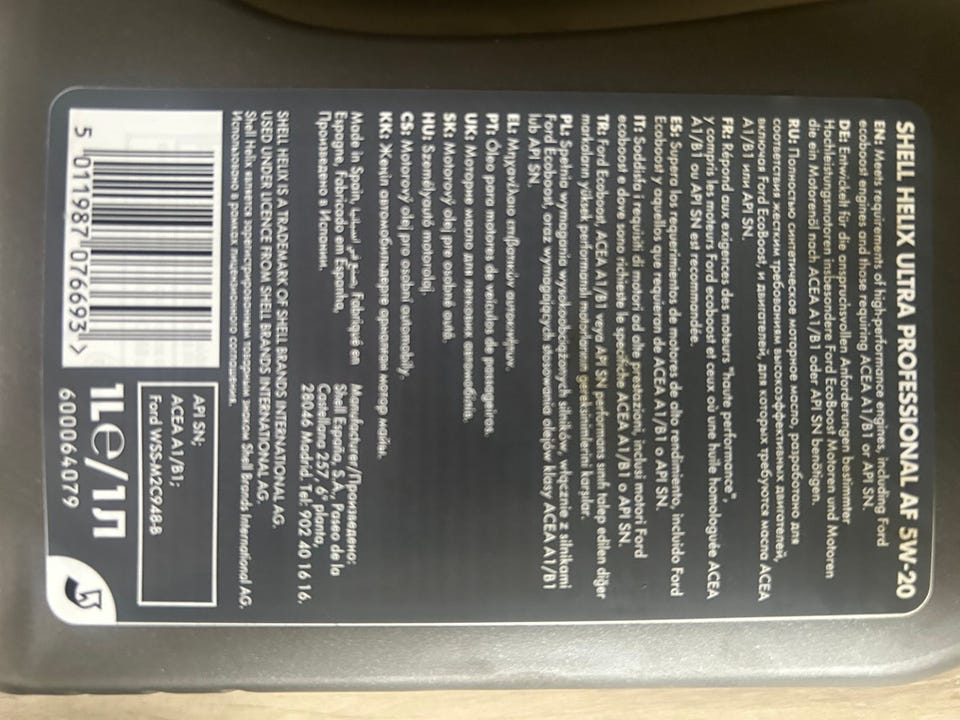 SHELL HELIX ULTRA PROFESSIONAL AF 5W-20
EN: Meets requirements of high-performance engines, including Ford
ecoboost engines and those requiring ACEA A1/B1 or API SN.
DE: Entwickelt für die anspruchsvollen Anforderungen bestimmter
Hochleistungsmotoren insbesondere Ford EcoBoost Motoren und Motoren
die ein Motorenöl nach ACEA A1/B1 oder API SN benötigen.
RU: Полностью синтетическое моторное масло, разработано для
соответствия жестким требованиям высокоэффективных двигателей,
включая Ford EcoBoost, и двигателей, для которых требуются масла ACEA
A1/B1 или API SN.
FR: Répond aux exigences des moteurs "haute performance",
y compris les moteurs Ford ecoboost et ceux où une huile homologuée ACEA
A1/B1 ou API SN est recommandée.
ES: Supera los requerimientos de motores de alto rendimiento, incluido Ford
Ecoboost y aquellos que requieran de ACEA A1/B1 o API SN.
IT: Soddisfa i requisiti di motori ad alte prestazioni, inclusi motori Ford
ecoboost e dove sono richieste le specifiche ACEA A1/B1 o API SN.
TR: Ford Ecoboost, ACEA A1/B1 veya API SN performans sınıfı talep edilen diğer
markaların yüksek performanslı motorlarının gereksinimlerini karşılar.
PL: Spełnia wymagania wysokoobciążonych silników, włącznie z silnikami
Ford Ecoboost, oraz wymagających stosowania olejów, klasy ACEA A1/B1
lub API SN.
EL: Μηχανέλαιο επιβατικών αυτοκινήτων.
PT: Óleo para motores de veículos de passageiros.
UK: Моторне масло для легкових автомобілів.
SK: Motorový olej pre osobné autá.
HU: Személyautó motorolaj.
CS: Motorový olej pro osobní automobily.
KK: Жеңіл автомобильдерге арналған мотор майы.
Made in Spain, صنع في أسبانيا, Fabriqué en
Espagne, Fabricado em Espanha,
Произведено в Испании.
Manufacturer/Произведено:
Shell España, S.A., Paseo de la
Castellana 257, 6ª planta,
28046 Madrid. Tel: 902 40 16 16.
SHELL HELIX IS A TRADEMARK OF SHELL BRANDS INTERNATIONAL AG.
USED UNDER LICENCE FROM SHELL BRANDS INTERNATIONAL AG.
Shell Helix является зарегистрированным товарным знаком Shell Brands International AG.
Использовано в рамках лицензионного соглашения.
API SN;
ACEA A1/B1;
Ford WSS-M2C948-B
5 011987 076693 >
1L e / 1 Л
600064079